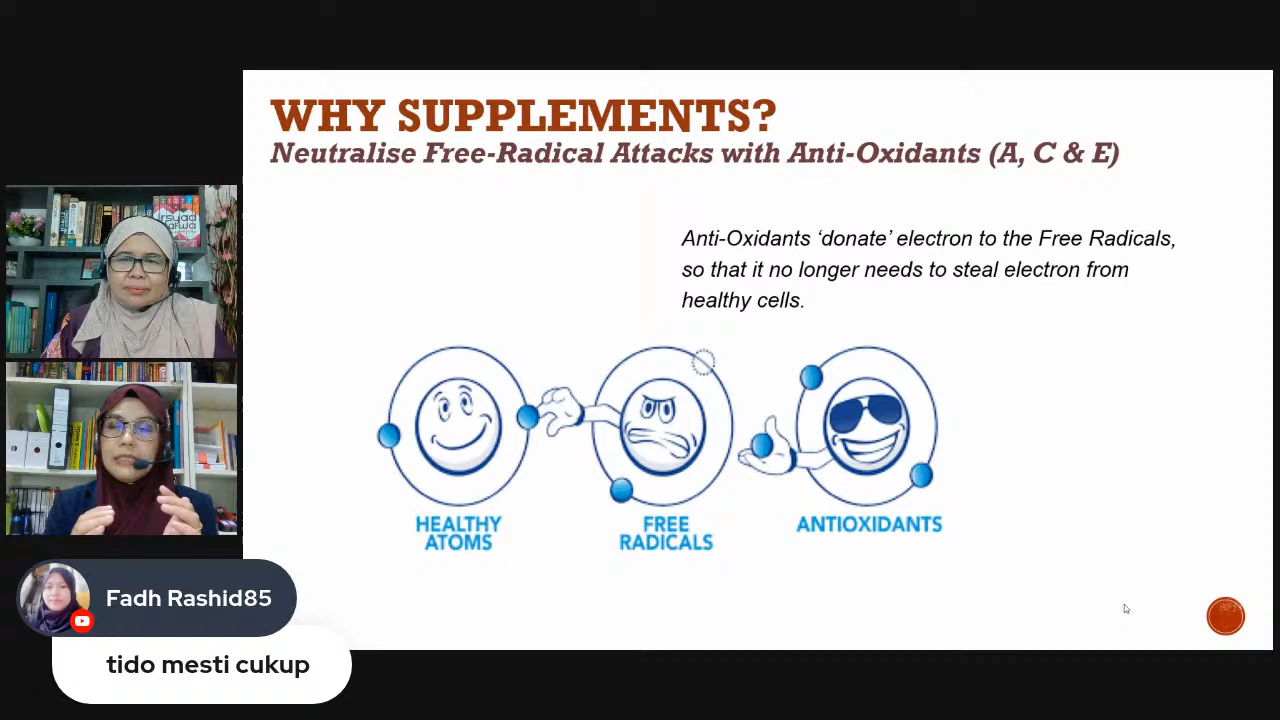 WHY SUPPLEMENTS?
Neutralise Free-Radical Attacks with Anti-Oxidants (A, C & E)
Anti-Oxidants ‘donate’ electron to the Free Radicals,
so that it no longer needs to steal electron from
healthy cells.
HEALTHY
ATOMS
FREE
RADICALS
ANTIOXIDANTS
Fadh Rashid85
tido mesti cukup